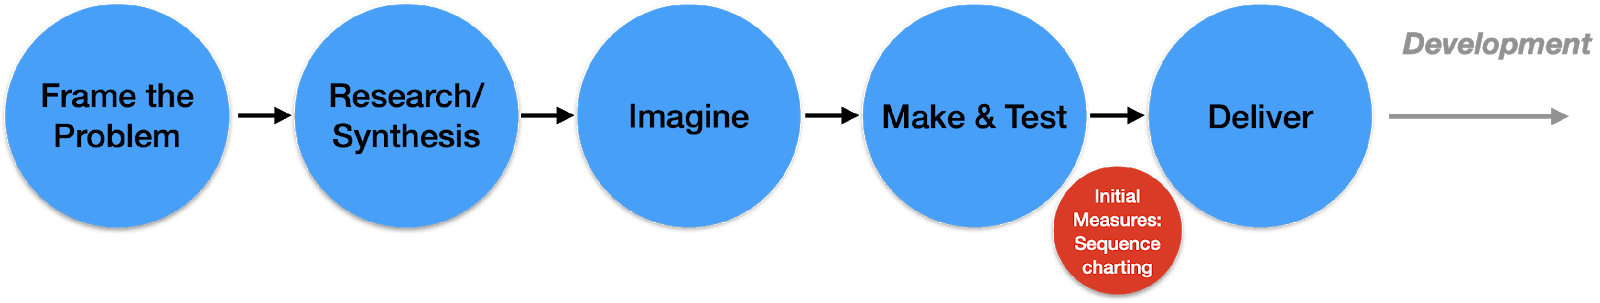 Frame the
Problem
Research/
Synthesis
Imagine
Make & Test
Deliver
Development
Initial
Measures:
Sequence
charting